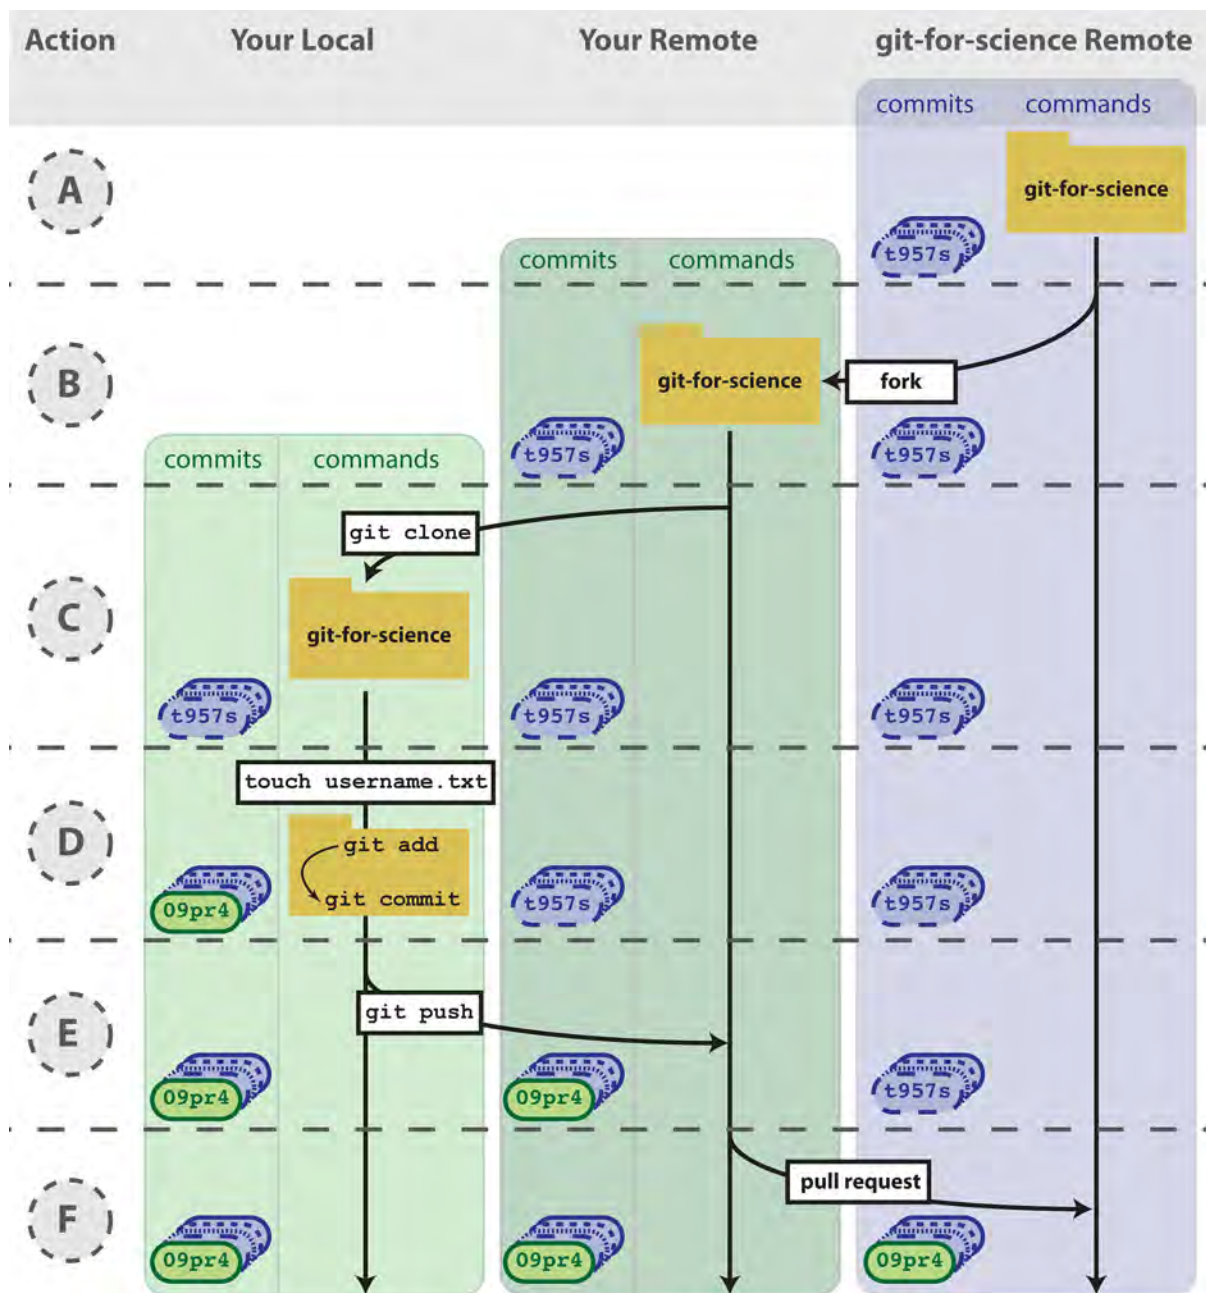 Action Your Local Your Remote git-for-science Remote
commits commands
A
git-for-science
t957s
commits commands
B
git-for-science
fork
t957s t957s
commits commands
git clone
C
git-for-science
t957s t957s t957s
touch username.txt
D
git add
git commit
09pr4 t957s t957s
E
git push
09pr4 09pr4 t957s
pull request
F
09pr4 09pr4 09pr4